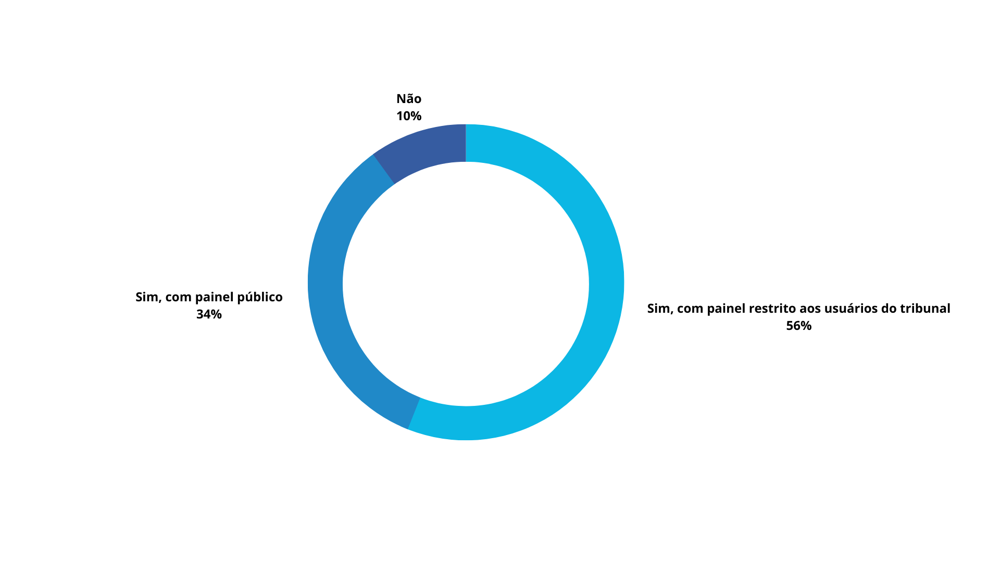 Não
10%
Sim, com painel público
34%
Sim, com painel restrito aos usuários do tribunal
56%